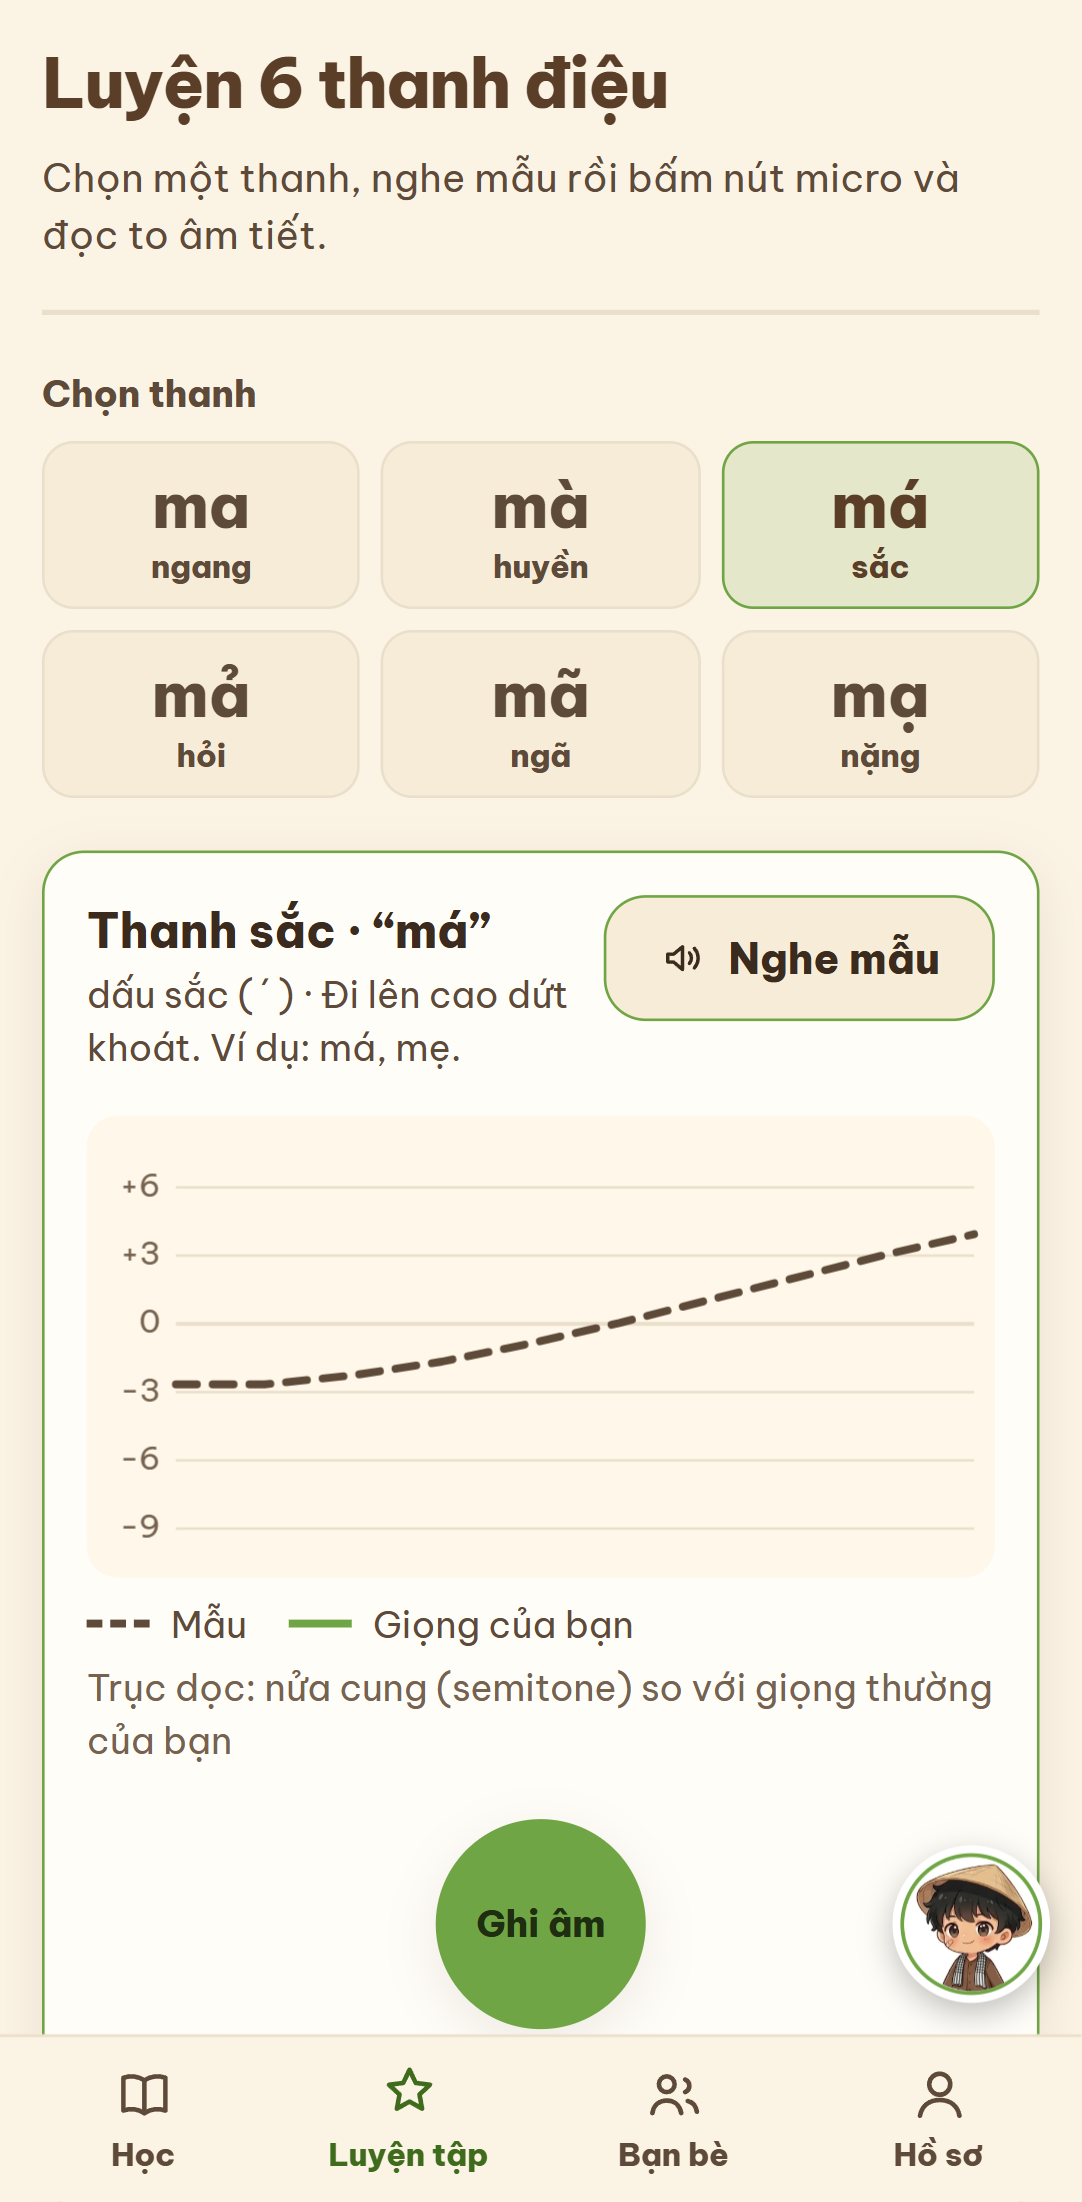 Luyện 6 thanh điệu
Chọn một thanh, nghe mẫu rồi bấm nút micro và
đọc to âm tiết.
Chọn thanh
ma
ngang
mà
huyền
má
sắc
mả
hỏi
mã
ngã
mạ
nặng
Thanh sắc · “má”
dấu sắc (´) · Đi lên cao dứt
khoát. Ví dụ: má, mẹ.
Nghe mẫu
+6
+3
0
−3
−6
−9
Mẫu
Giọng của bạn
Trục dọc: nửa cung (semitone) so với giọng thường
của bạn
Ghi âm
Học
Luyện tập
Bạn bè
Hồ sơ